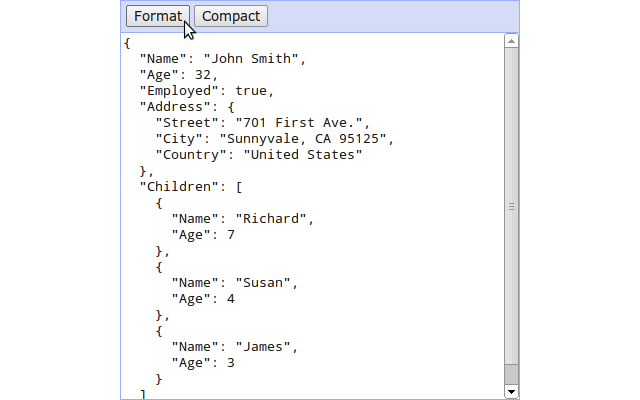 Format Compact
{
  "Name": "John Smith",
  "Age": 32,
  "Employed": true,
  "Address": {
    "Street": "701 First Ave.",
    "City": "Sunnyvale, CA 95125",
    "Country": "United States"
  },
  "Children": [
    {
      "Name": "Richard",
      "Age": 7
    },
    {
      "Name": "Susan",
      "Age": 4
    },
    {
      "Name": "James",
      "Age": 3
    }
  ]